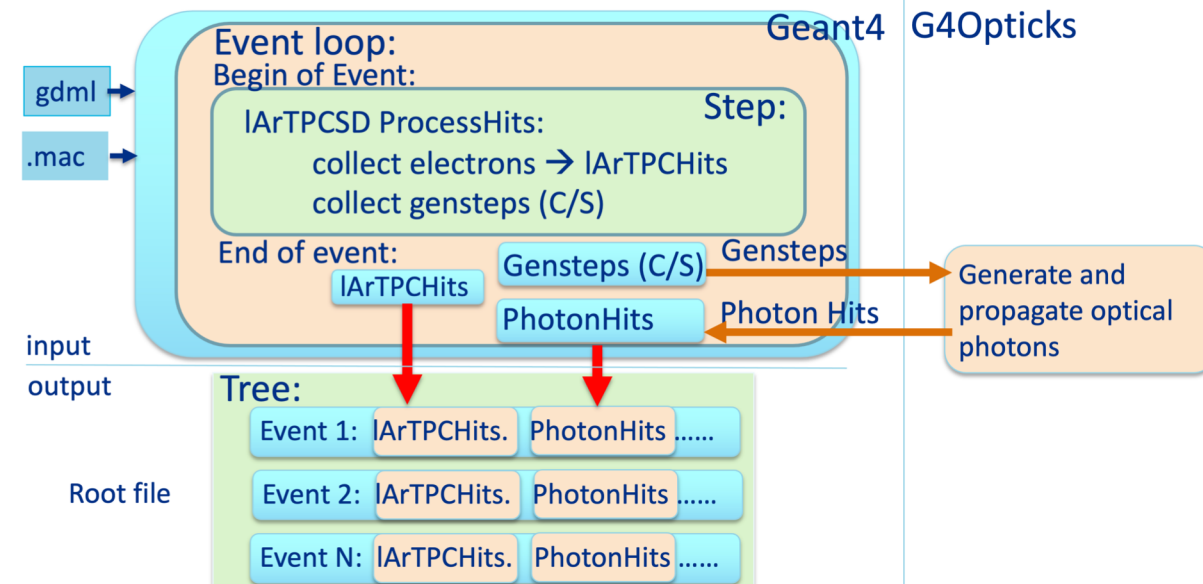 Geant4
G4Opticks
Event loop:
Begin of Event:
gdml
.mac
Step:
lArTPCSD ProcessHits:
collect electrons → lArTPCHits
collect gensteps (C/S)
End of event:
lArTPCHits
Gensteps (C/S)
Gensteps
PhotonHits
Photon Hits
Generate and
propagate optical
photons
input
output
Tree:
Event 1: lArTPCHits. PhotonHits ......
Root file
Event 2: lArTPCHits. PhotonHits ......
Event N: lArTPCHits. PhotonHits ......